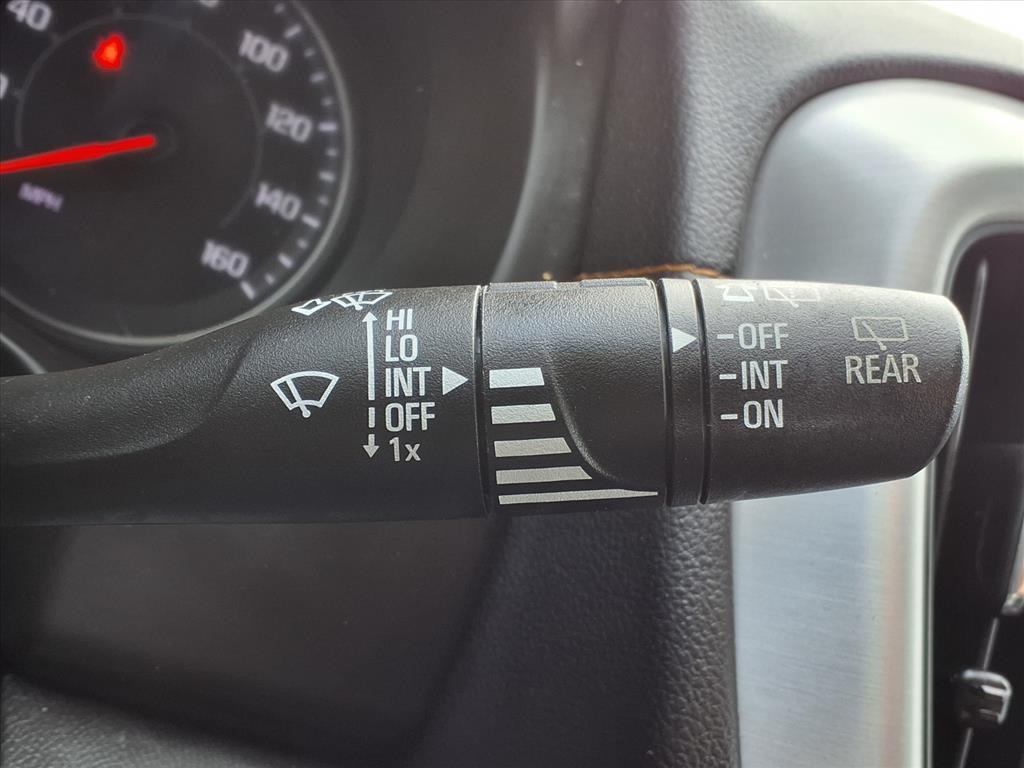 40
100
120
140
160
MPH
HI
LO
INT
OFF
1x
OFF
INT
ON
REAR